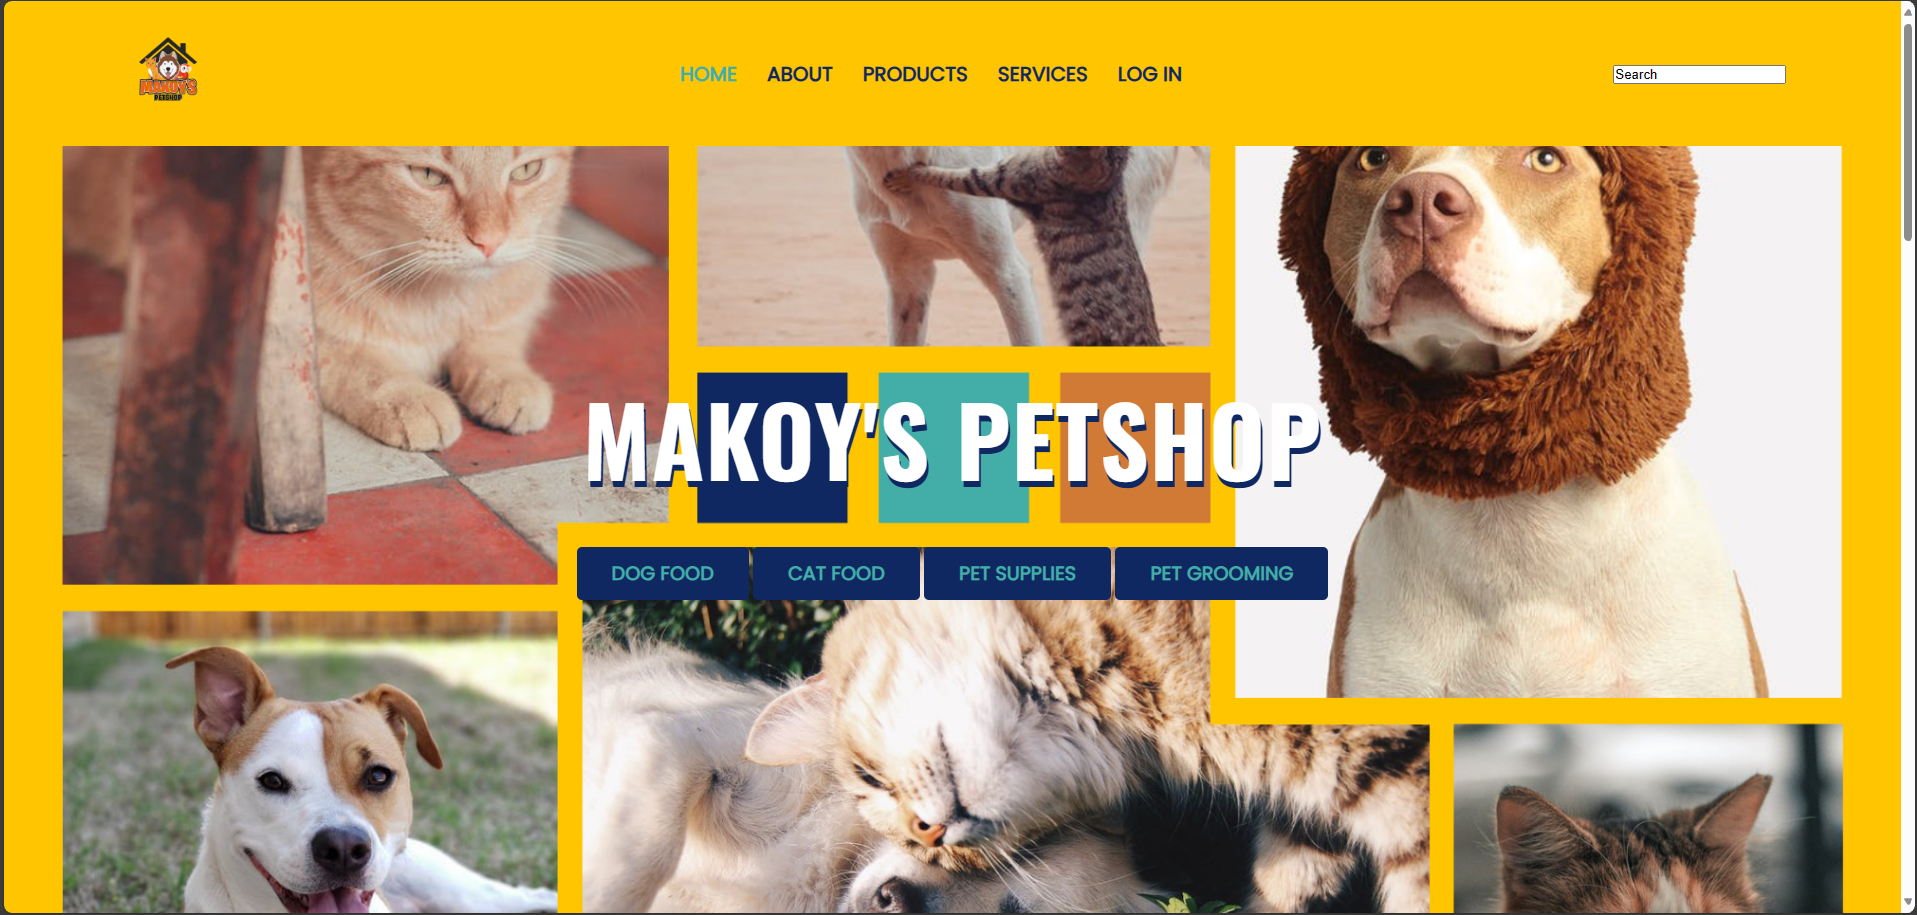 MAKOY'S
PETSHOP
HOME ABOUT PRODUCTS SERVICES LOG IN
Search
MAKOY'S PETSHOP
DOG FOOD CAT FOOD PET SUPPLIES PET GROOMING